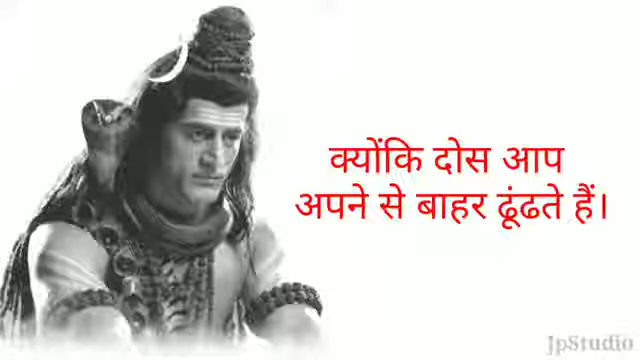 क्योंकि दोस आप
अपने से बाहर ढूंढते हैं।
JpStudio